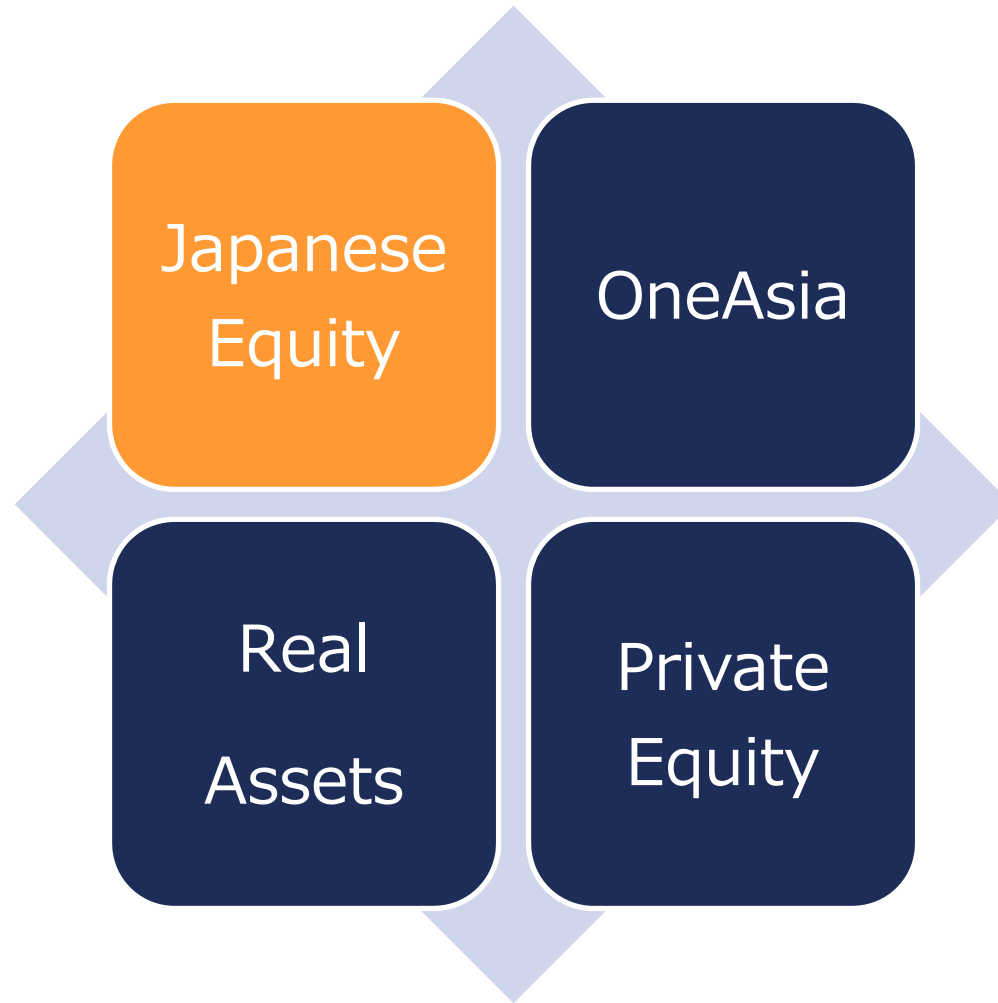 Japanese
Equity
OneAsia
Real
Assets
Private
Equity